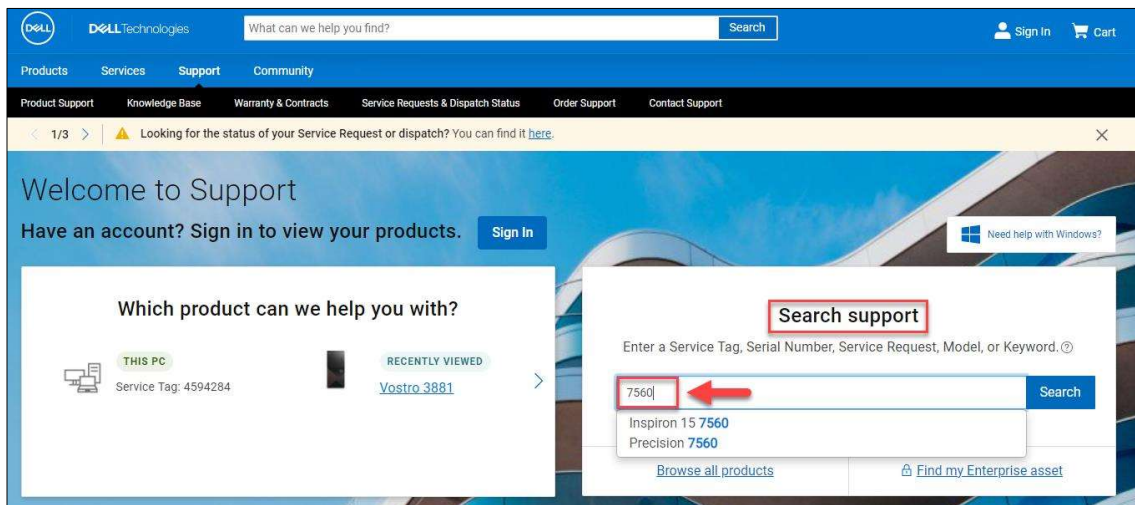 DELL DELLTechnologies What can we help you find? Search Sign In Cart
Products Services Support Community
Product Support Knowledge Base Warranty & Contracts Service Requests & Dispatch Status Order Support Contact Support
1/3 Looking for the status of your Service Request or dispatch? You can find it here.
Welcome to Support
Have an account? Sign in to view your products. Sign In
Need help with Windows?
Which product can we help you with?
THIS PC
Service Tag: 4594284
RECENTLY VIEWED
Vostro 3881
Search support
Enter a Service Tag, Serial Number, Service Request, Model, or Keyword.
7560 Search
Inspiron 15 7560
Precision 7560
Browse all products Find my Enterprise asset